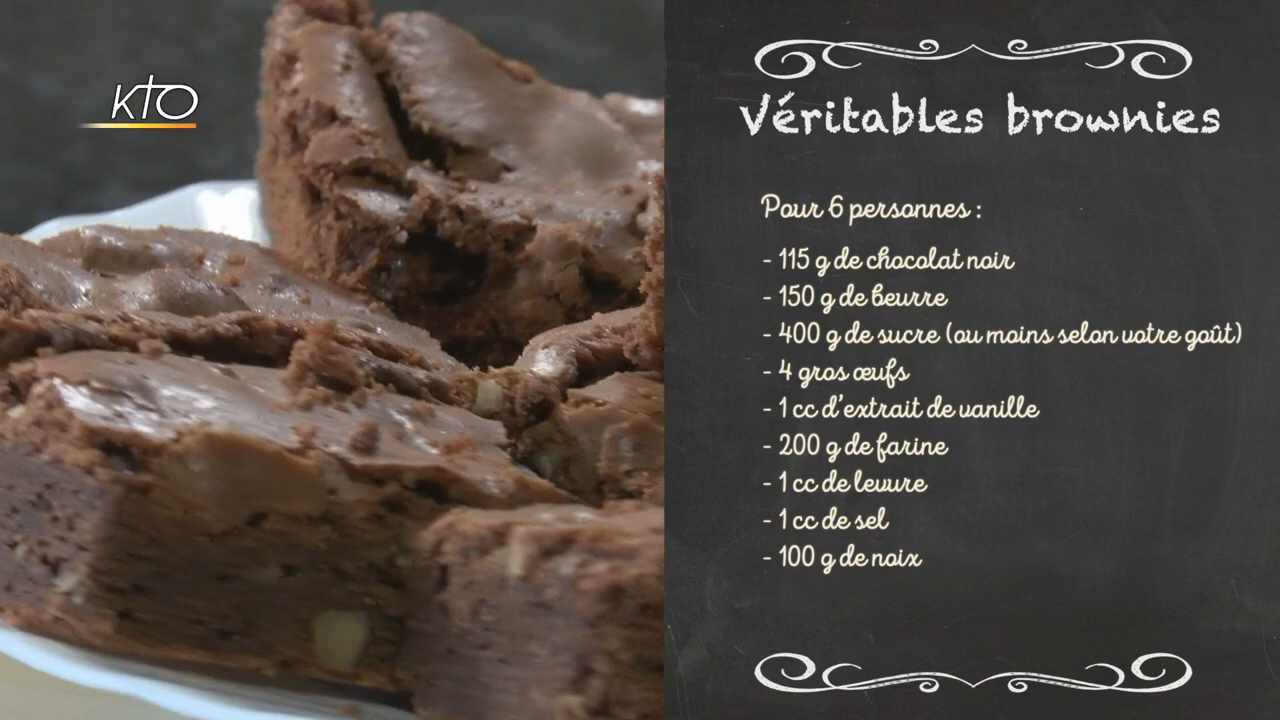 KTO
Véritables brownies
Pour 6 personnes :
- 115 g de chocolat noir
- 150 g de beurre
- 400 g de sucre (ou moins selon votre goût)
- 4 gros œufs
- 1 cc d'extrait de vanille
- 200 g de farine
- 1 cc de levure
- 1 cc de sel
- 100 g de noix